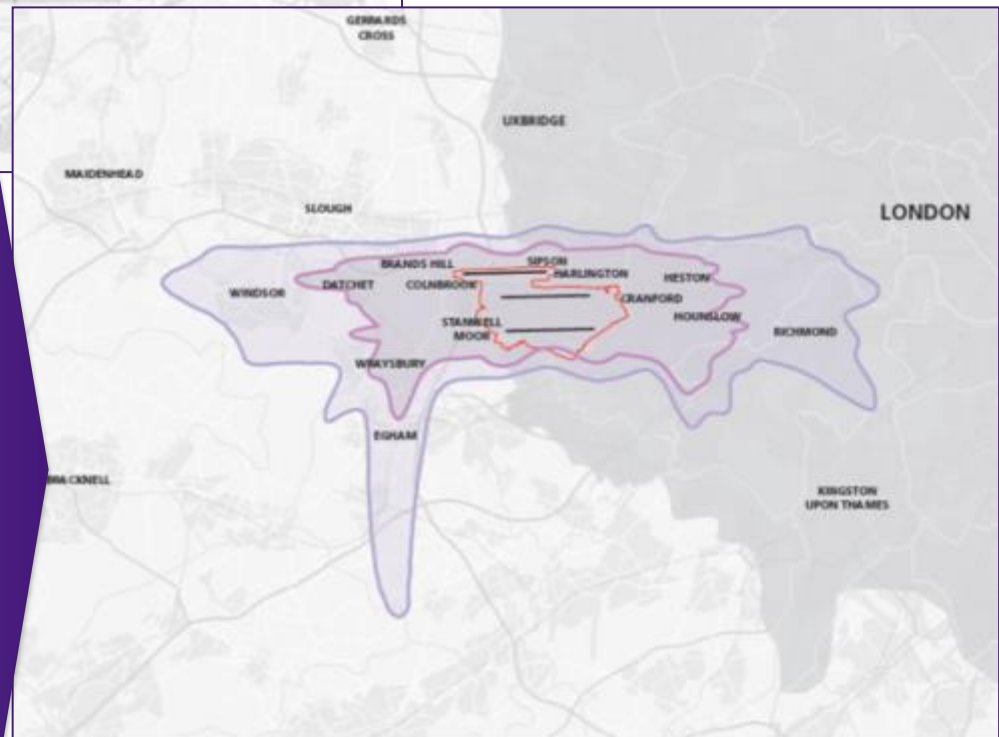 GERRARDS
CROSS
UXBRIDGE
MAIDENHEAD
SLOUGH
LONDON
BRANDS HILL
SIPSON
HARLINGTON
HESTON
DATCHET
COLNBROOK
WINDSOR
CRANFORD
STANWELL
MOOR
HOUNSLOW
RICHMOND
WRAYSBURY
EGHAM
BRACKNELL
KINGSTON
UPON THAMES